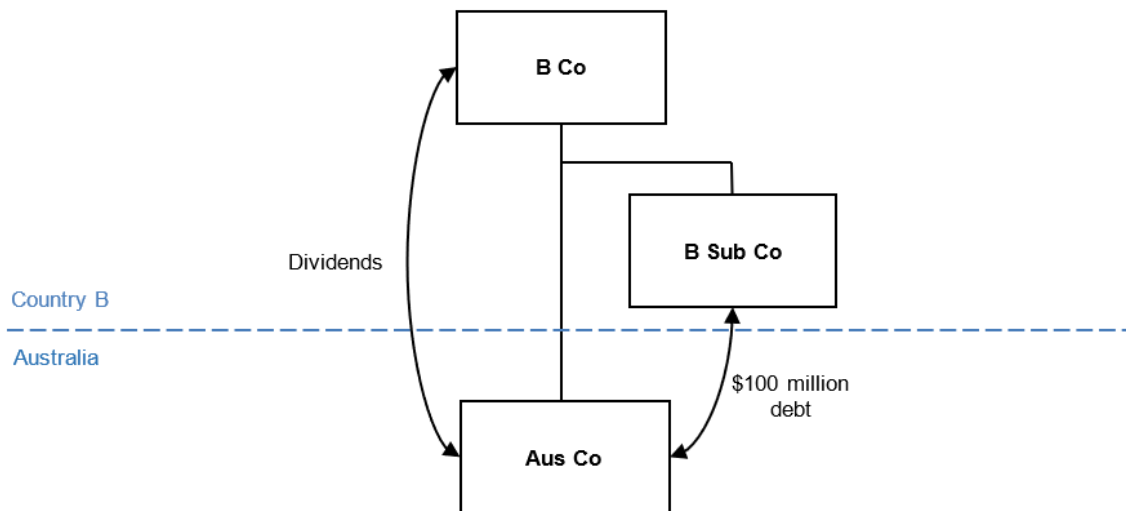 B Co
B Sub Co
Dividends
Country B
Australia
$100 million
debt
Aus Co